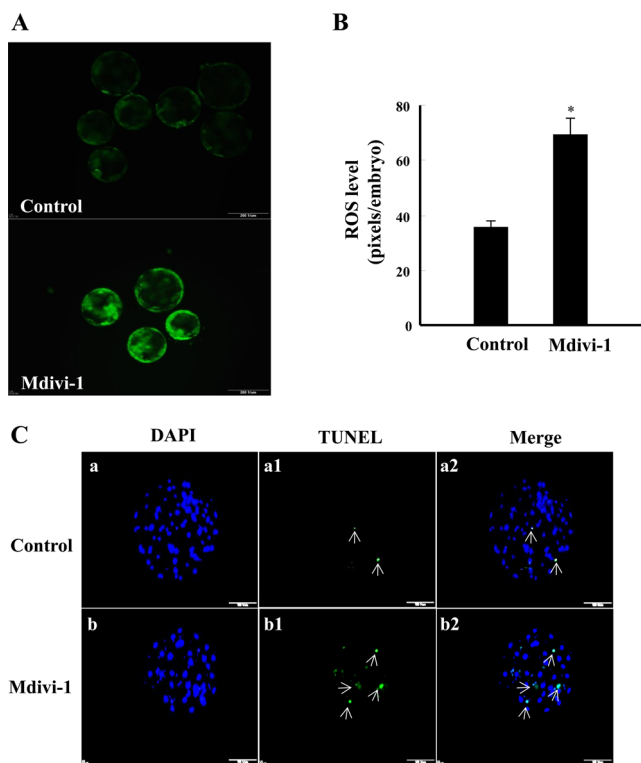 A
Control
Mdivi-1
B
ROS level
(pixels/embryo)
80
60
40
20
0
*
Control
Mdivi-1
C
DAPI
TUNEL
Merge
Control
a
a1
a2
Mdivi-1
b
b1
b2